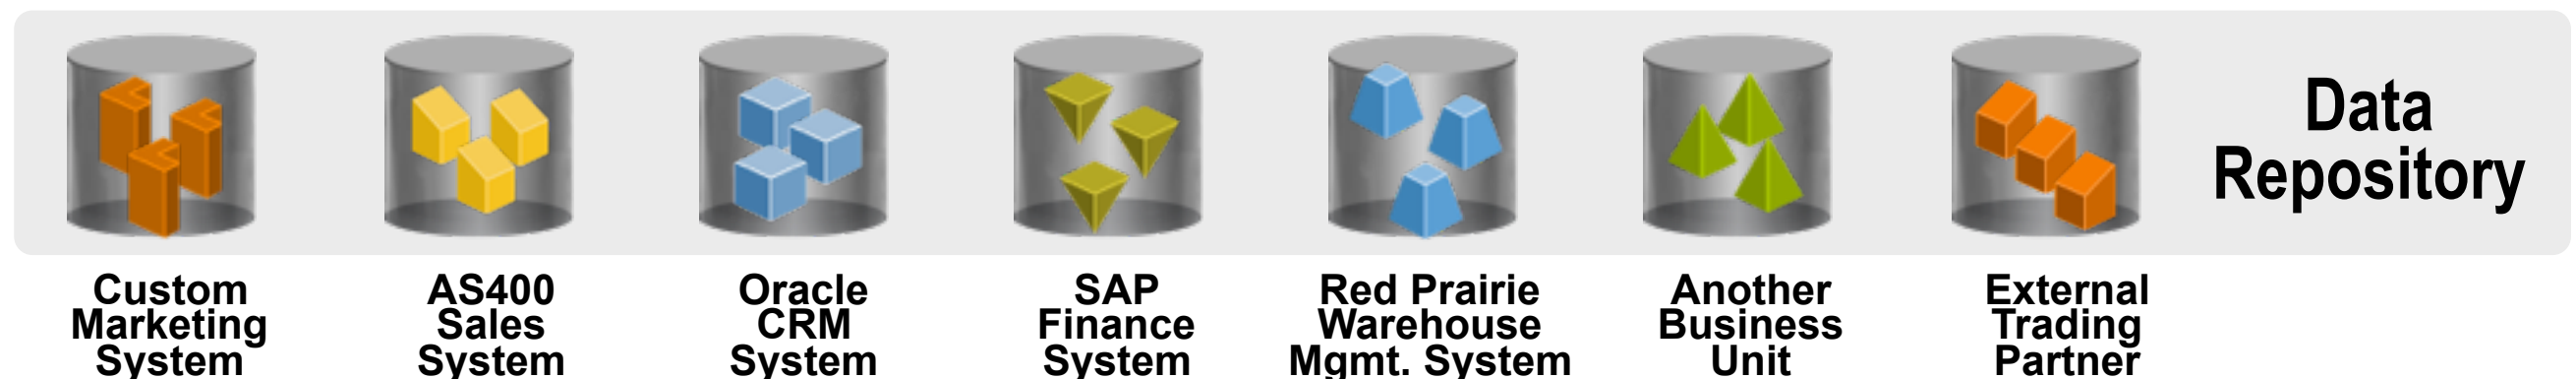 Data
Repository
Custom
Marketing
System
AS400
Sales
System
Oracle
CRM
System
SAP
Finance
System
Red Prairie
Warehouse
Mgmt. System
Another
Business
Unit
External
Trading
Partner